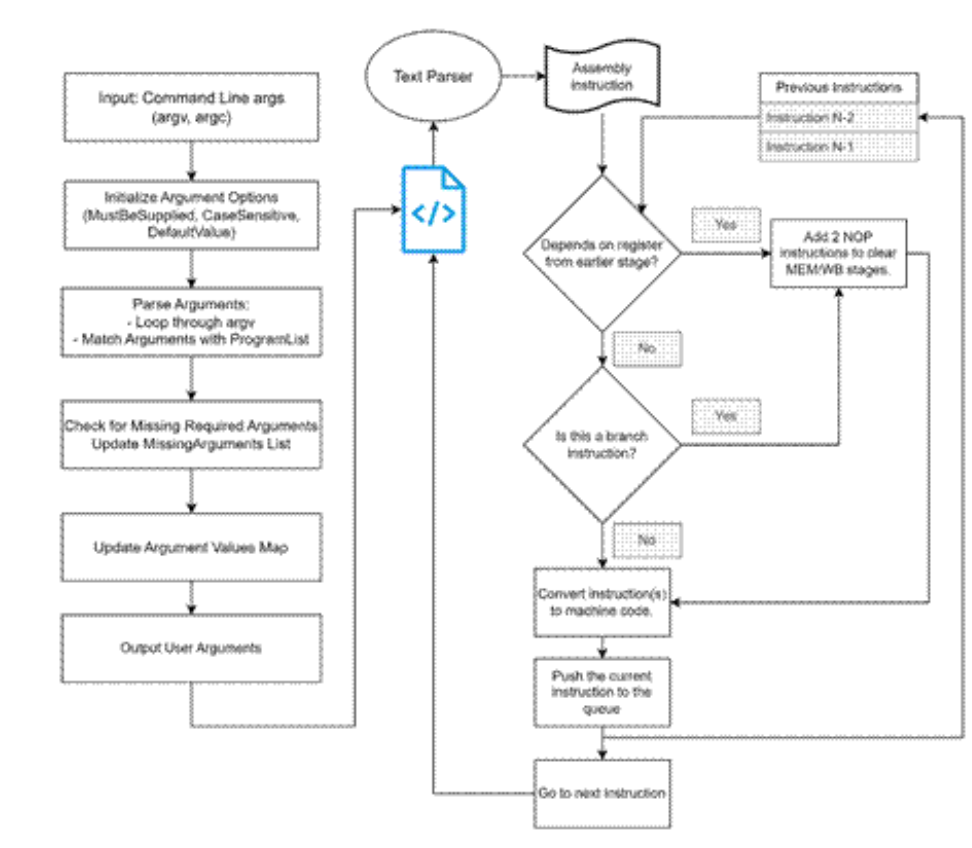 Input: Command Line args
(argv, argc)
Initialize Argument Options
(MustBeSupplied, CaseSensitive,
DefaultValue)
Parse Arguments:
- Loop through argv
- Match Arguments with ProgramList
Check for Missing Required Arguments
Update MissingArguments List
Update Argument Values Map
Output User Arguments
Text Parser
</>
Assembly
instruction
Previous Instructions
Instruction N-2
Instruction N-1
Depends on register
from earlier stage?
Yes
Add 2 NOP
instructions to clear
MEM/WB stages.
No
Is this a branch
instruction?
Yes
No
Convert instruction(s)
to machine code.
Push the current
instruction to the
queue
Go to next instruction